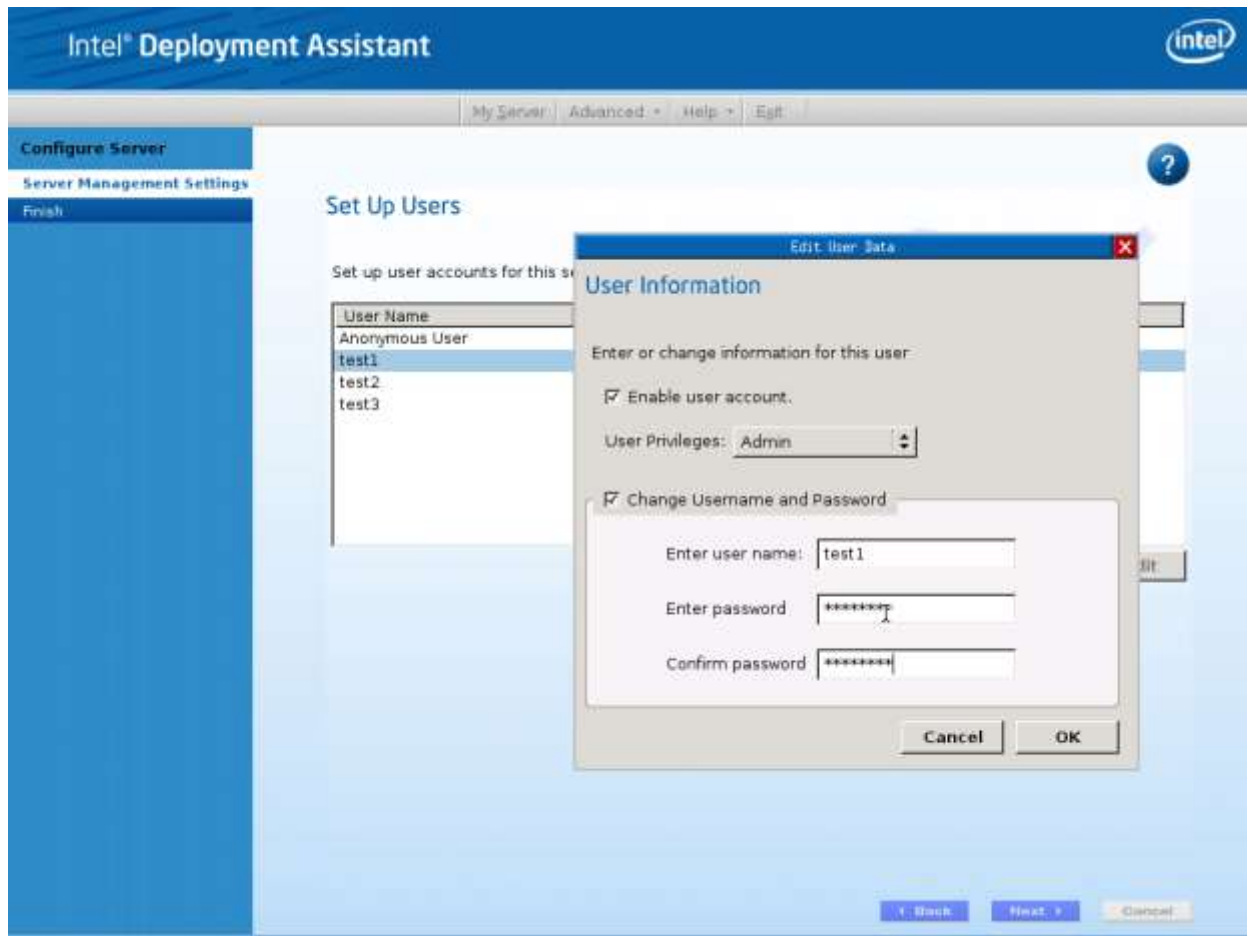 Intel® Deployment Assistant
intel
My Server Advanced Help Exit
Configure Server
Server Management Settings
Finish
?
Set Up Users
Set up user accounts for this se
User Name
Anonymous User
test1
test2
test3
Edit User Data
X
User Information
Enter or change information for this user
Enable user account.
User Privileges: Admin
Change Username and Password
Enter user name: test1
Enter password ********
Confirm password ********
Cancel OK
dit
Back Next Cancel